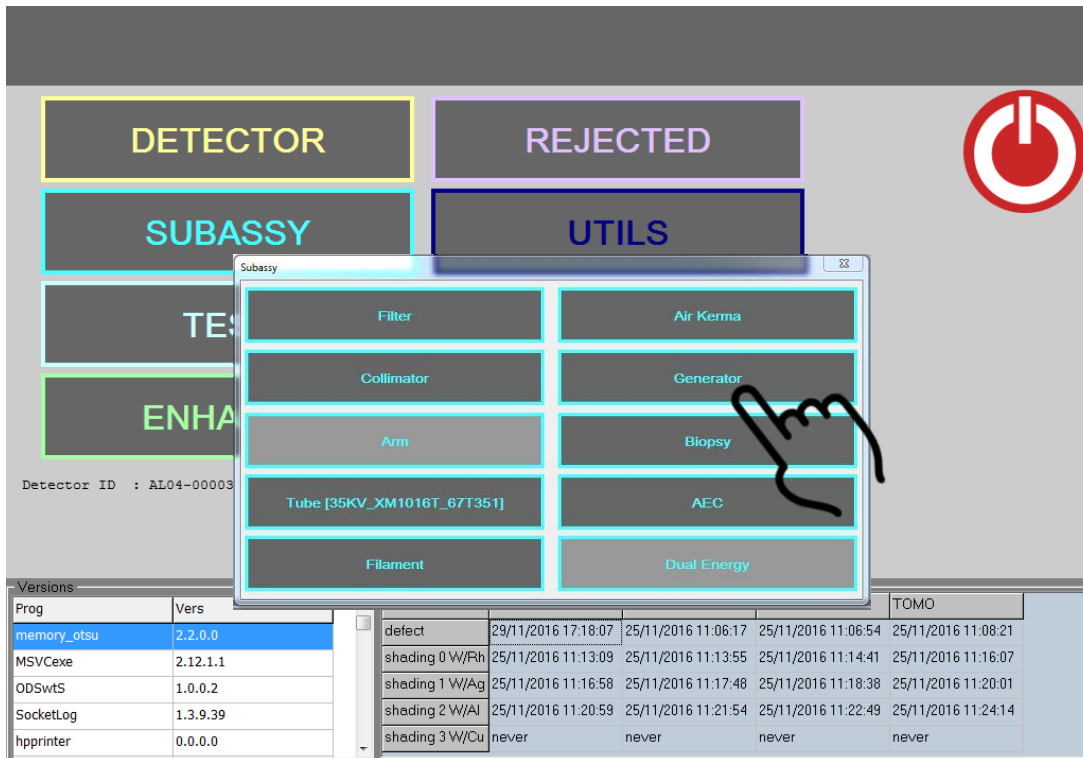 DETECTOR
REJECTED
SUBASSY
UTILS
Subassy
Filter
Air Kerma
Collimator
Generator
Arm
Biopsy
Tube [35KV_XM1016T_67T351]
AEC
Filament
Dual Energy
TES
ENHA
Detector ID : AL04-00003
Versions
Prog Vers
memory_otsu 2.2.0.0
MSVCexe 2.12.1.1
ODSwtS 1.0.0.2
SocketLog 1.3.9.39
hpprinter 0.0.0.0
TOMO
defect 29/11/2016 17:18:07 25/11/2016 11:06:17 25/11/2016 11:06:54 25/11/2016 11:08:21
shading 0 W/Rh 25/11/2016 11:13:09 25/11/2016 11:13:55 25/11/2016 11:14:41 25/11/2016 11:16:07
shading 1 W/Ag 25/11/2016 11:16:58 25/11/2016 11:17:48 25/11/2016 11:18:38 25/11/2016 11:20:01
shading 2 W/Al 25/11/2016 11:20:59 25/11/2016 11:21:54 25/11/2016 11:22:49 25/11/2016 11:24:14
shading 3 W/Cu never never never never